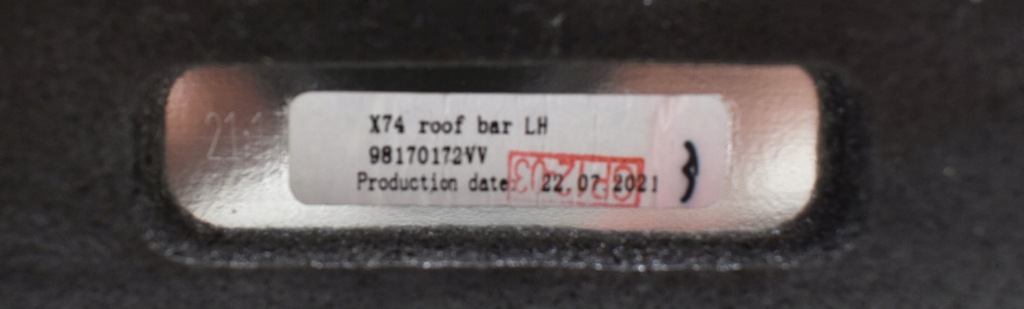 X74 roof bar LH
98170172VV
Production date: 22.07.2021